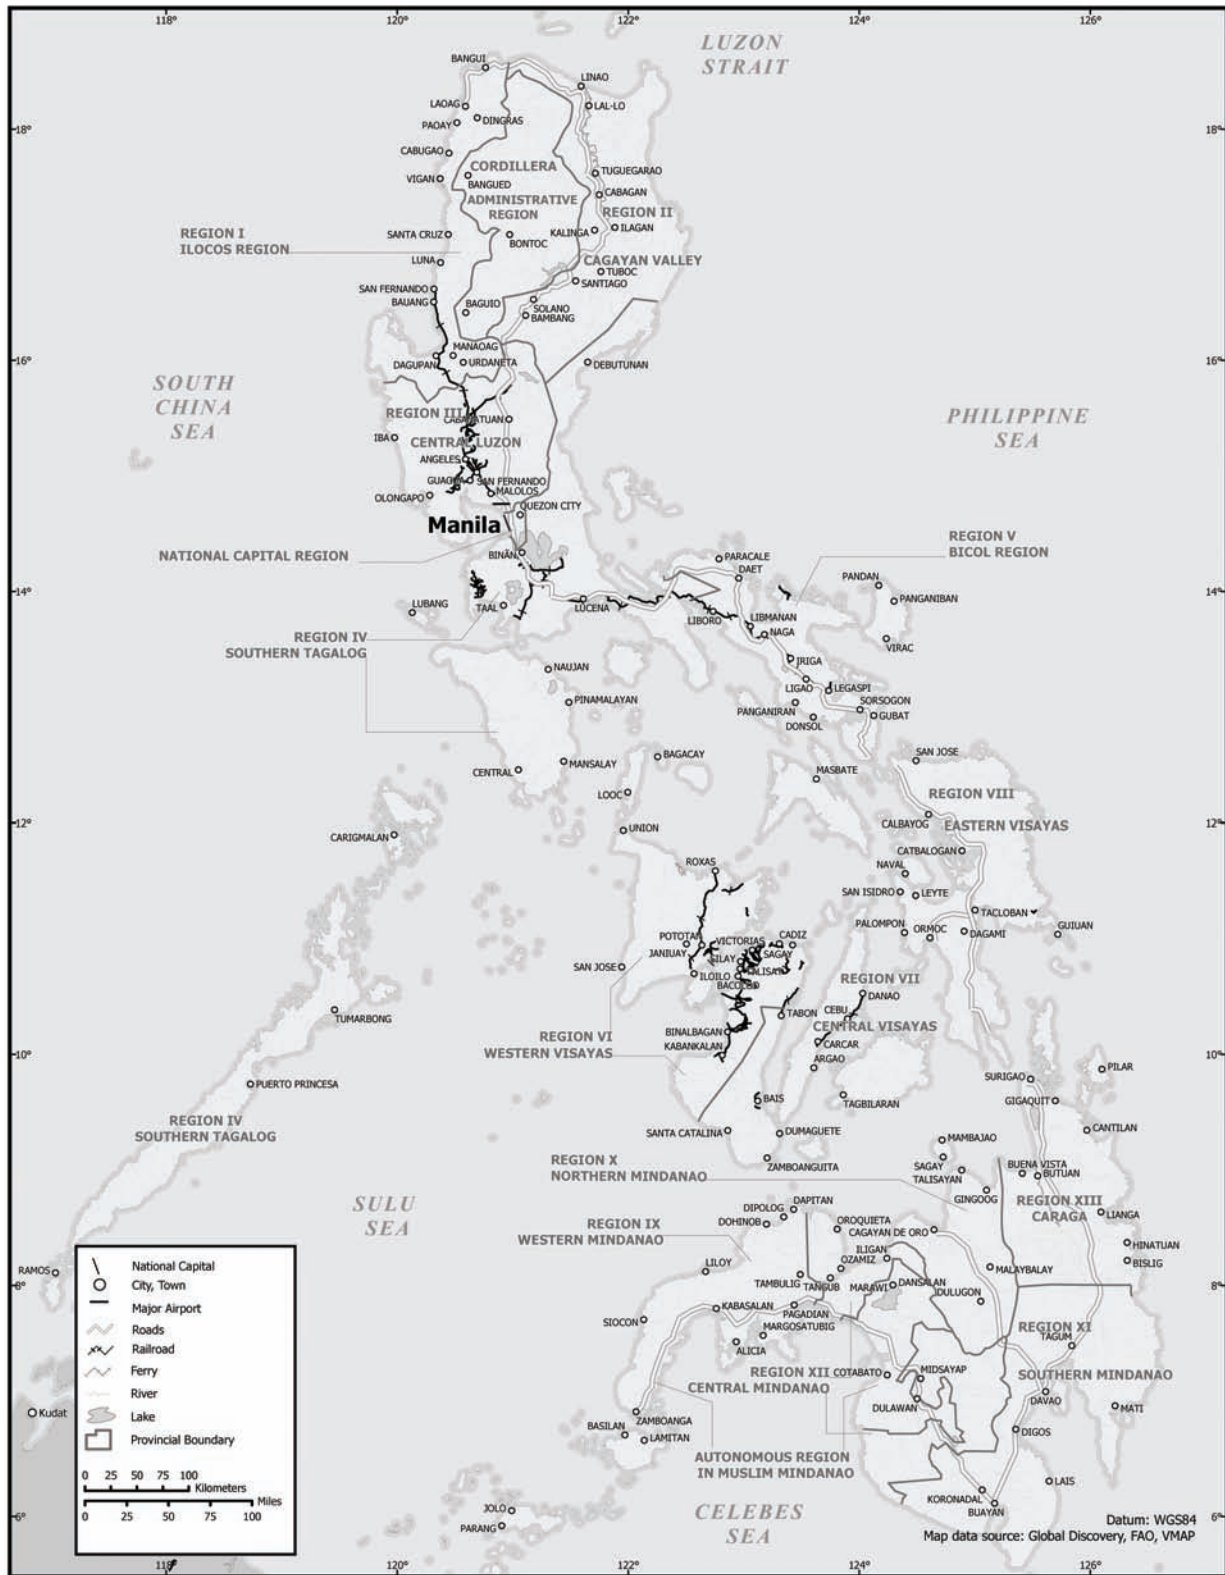 118°
120°
122°
124°
126°
LUZON
STRAIT
BANGUI
LINAO
LAOAG
LAL-LO
PAOAY
DINGRAS
18°
18°
CABUGAO
CORDILLERA
TUGUEGARAO
VIGAN
BANGUED
CABAGAN
ADMINISTRATIVE
REGION
REGION II
REGION I
ILOCOS REGION
SANTA CRUZ
BONTOC
KALINGA
ILAGAN
LUNA
CAGAYAN VALLEY
TUBOC
SANTIAGO
SAN FERNANDO
BAUANG
BAGUIO
SOLANO
BAMBANG
MANAOAG
16°
16°
DAGUPAN
URDANETA
DEBUTUNAN
SOUTH
CHINA
SEA
PHILIPPINE
SEA
REGION III
CABANATUAN
IBA
CENTRAL LUZON
ANGELES
GUAGUA
SAN FERNANDO
OLONGAPO
MALOLOS
QUEZON CITY
Manila
NATIONAL CAPITAL REGION
BINAN
REGION V
BICOL REGION
PARACALE
DAET
PANDAN
14°
14°
PANGANIBAN
LUBANG
TAAL
LUCENA
LIBORO
LIBMANAN
NAGA
VIRAC
REGION IV
SOUTHERN TAGALOG
IRIGA
NAUJAN
LIGAO
LEGASPI
PINAMALAYAN
PANGANIRAN
SORSOGON
DONSOL
GUBAT
BAGACAY
SAN JOSE
MANSALAY
CENTRAL
MASBATE
LOOC
REGION VIII
12°
12°
UNION
CALBAYOG
EASTERN VISAYAS
CARIGMALAN
CATBALOGAN
ROXAS
NAVAL
SAN ISIDRO
LEYTE
TACLOBAN
PALOMPON
ORMOC
DAGAMI
GUIUAN
POTOTAN
VICTORIAS
CADIZ
JANIUAY
SILAY
SAGAY
SAN JOSE
ILOILO
TALISAY
BACOLOD
REGION VII
DANAO
TUMARBONG
TABON
CEBU
CENTRAL VISAYAS
REGION VI
WESTERN VISAYAS
BINALBAGAN
KABANKALAN
CARCAR
10°
10°
ARGAO
PILAR
SURIGAO
PUERTO PRINCESA
BAIS
TAGBILARAN
GIGAQUIT
REGION IV
SOUTHERN TAGALOG
SANTA CATALINA
DUMAGUETE
CANTILAN
MAMBAJAO
REGION X
NORTHERN MINDANAO
ZAMBOANGUITA
SAGAY
TALISAYAN
BUENA VISTA
BUTUAN
GINGOOG
SULU
SEA
DAPITAN
DIPOLOG
REGION XIII
CARAGA
LIANGA
REGION IX
WESTERN MINDANAO
DOHINOB
OROQUIETA
CAGAYAN DE ORO
ILIGAN
HINATUAN
BISLIG
OZAMIZ
RAMOS
LILOY
MALAYBALAY
8°
8°
TAMBULIG
TANGUB
MARAWI
DANSALAN
DULUGON
KABASALAN
PAGADIAN
SIOCON
MARGOSATUBIG
REGION XI
TAGUM
ALICIA
REGION XII
CENTRAL MINDANAO
COTABATO
MIDSAYAP
SOUTHERN MINDANAO
DULAWAN
DAVAO
MATI
ZAMBOANGA
BASILAN
LAMITAN
DIGOS
AUTONOMOUS REGION
IN MUSLIM MINDANAO
LAIS
KORONADAL
BUAYAN
JOLO
PARANG
CELEBES
SEA
6°
6°
Kudat
National Capital
City, Town
Major Airport
Roads
Railroad
Ferry
River
Lake
Provincial Boundary
0 25 50 75 100
Kilometers
Miles
0 25 50 75 100
Datum: WGS84
Map data source: Global Discovery, FAO, VMAP
118°
120°
122°
124°
126°